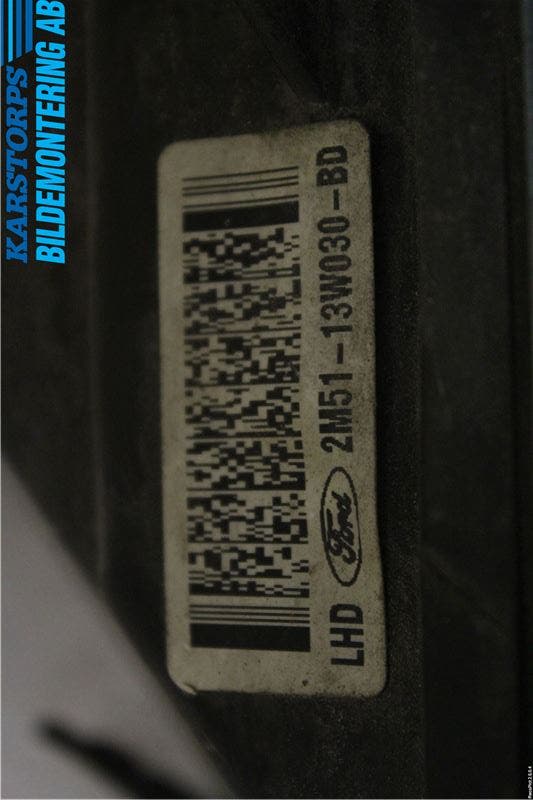 KARSTORPS
BILDEMONTERING AB
LHD Ford 2M51-13W030-BD